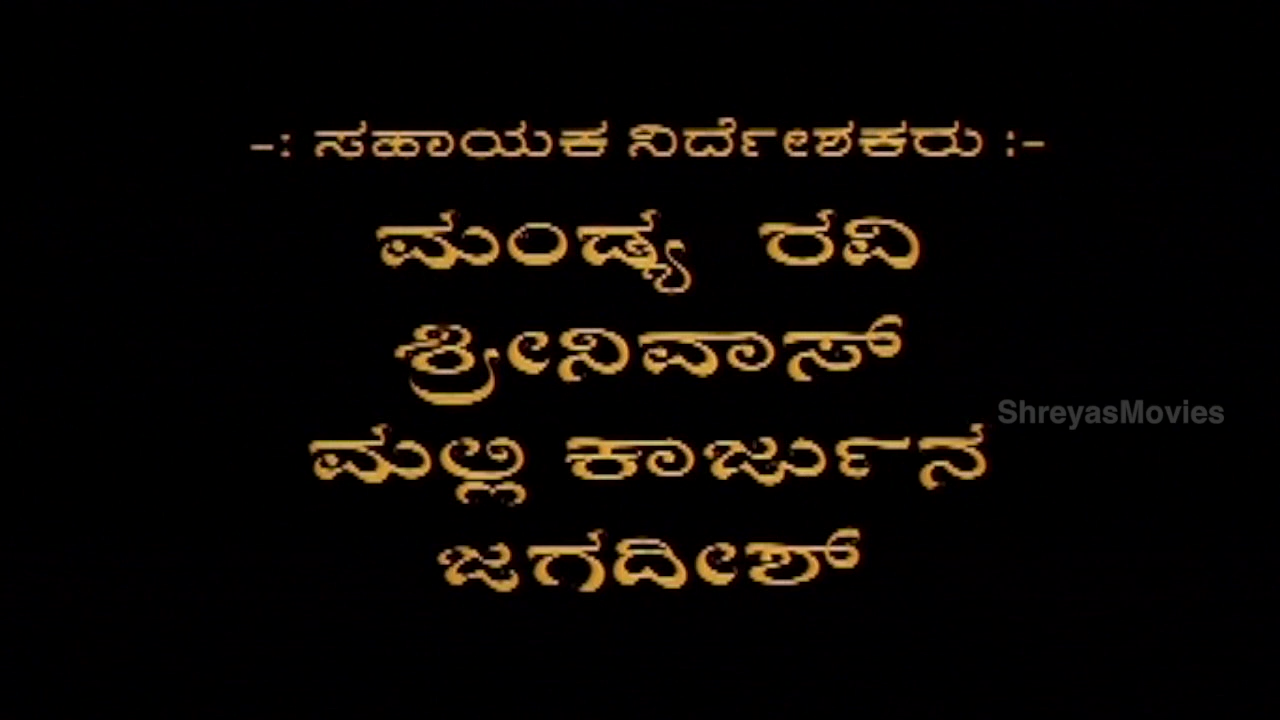 -: ಸಹಾಯಕ ನಿರ್ದೇಶಕರು :-
ಮಂಡ್ಯ ರವಿ
ಶ್ರೀನಿವಾಸ್
ShreyasMovies
ಮಲ್ಲಿ ಕಾರ್ಜುನ
ಜಗದೀಶ್